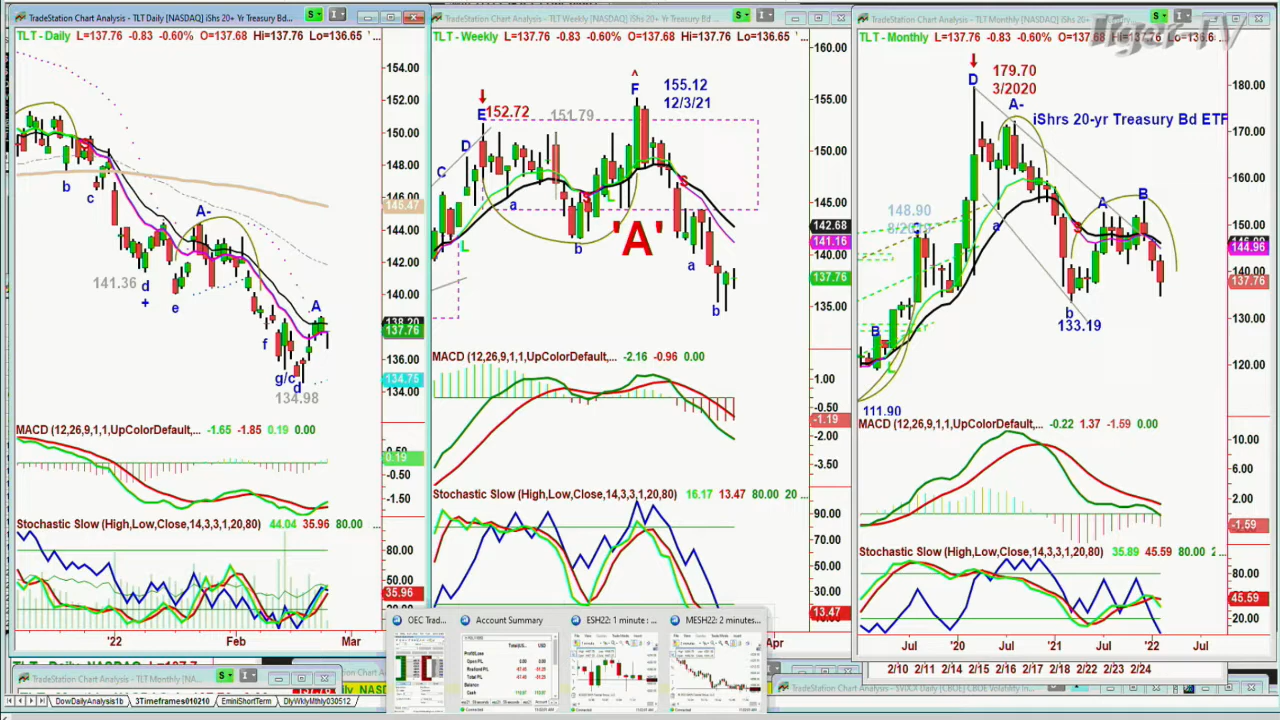 TradeStation Chart Analysis - TLT Daily [NASDAQ] iShs 20+ Yr Treasury Bd...
TLT - Daily L=137.76 -0.83 -0.60% O=137.68 Hi=137.76 Lo=136.65
154.00
152.00
150.00
148.00
146.47
144.00
142.00
140.00
138.20
137.76
136.00
134.75
134.00
b
c
A-
141.36
d
+
e
A
f
g/c
d
134.98
MACD (12,26,9,1,1,UpColorDefault,... -1.65 -1.85 0.19 0.00
0.19
-0.50
-1.50
Stochastic Slow (High,Low,Close,14,3,3,1,20,80) 44.04 35.96 80.00 ...
80.00
50.00
35.96
'22 Feb Mar
TradeStation Chart Analysis - TLT Weekly [NASDAQ] iShs 20+ Yr Treasury Bd
TLT - Weekly L=137.76 -0.83 -0.60% O=137.68 Hi=137.76 Lo=136.65
160.00
155.00
150.00
145.00
142.68
141.16
137.76
135.00
F
155.12
12/3/21
E
152.72
151.79
D
C
S
L
a
b
'A'
S
a
b
L
MACD (12,26,9,1,1,UpColorDefault,... -2.16 -0.96 0.00
1.00
-0.50
-1.19
-2.00
-3.50
Stochastic Slow (High,Low,Close,14,3,3,1,20,80) 16.17 13.47 80.00 20 ...
90.00
70.00
50.00
30.00
13.47
Apr
TradeStation Chart Analysis - TLT Monthly [NASDAQ] iShs 20+ Yr Treasury Bd
TLT - Monthly L=137.76 -0.83 -0.60% O=137.68 Hi=137.76 Lo=136.6
TigerTV
180.00
170.00
160.00
150.00
144.96
140.00
137.76
130.00
120.00
D
179.70
3/2020
A-
iShrs 20-yr Treasury Bd ETF
148.90
a
S
A
B
b
133.19
B
L
111.90
MACD (12,26,9,1,1,UpColorDefault,... -0.22 1.37 -1.59 0.00
10.00
6.00
2.00
-1.59
Stochastic Slow (High,Low,Close,14,3,3,1,20,80) 35.89 45.59 80.00 2 ...
80.00
45.59
20.00
Jul '20 Jul '21 Jul '22 Jul
2/10 2/11 2/14 2/15 2/16 2/17 2/18 2/22 2/23 2/24
OEC Trad...
Account Summary
ESH22: 1 minute : ...
MESH22: 2 minutes...
DowDailyAnalysis1b
3Timeframes010210
EminiShortTerm
DlyWklyMthly030512